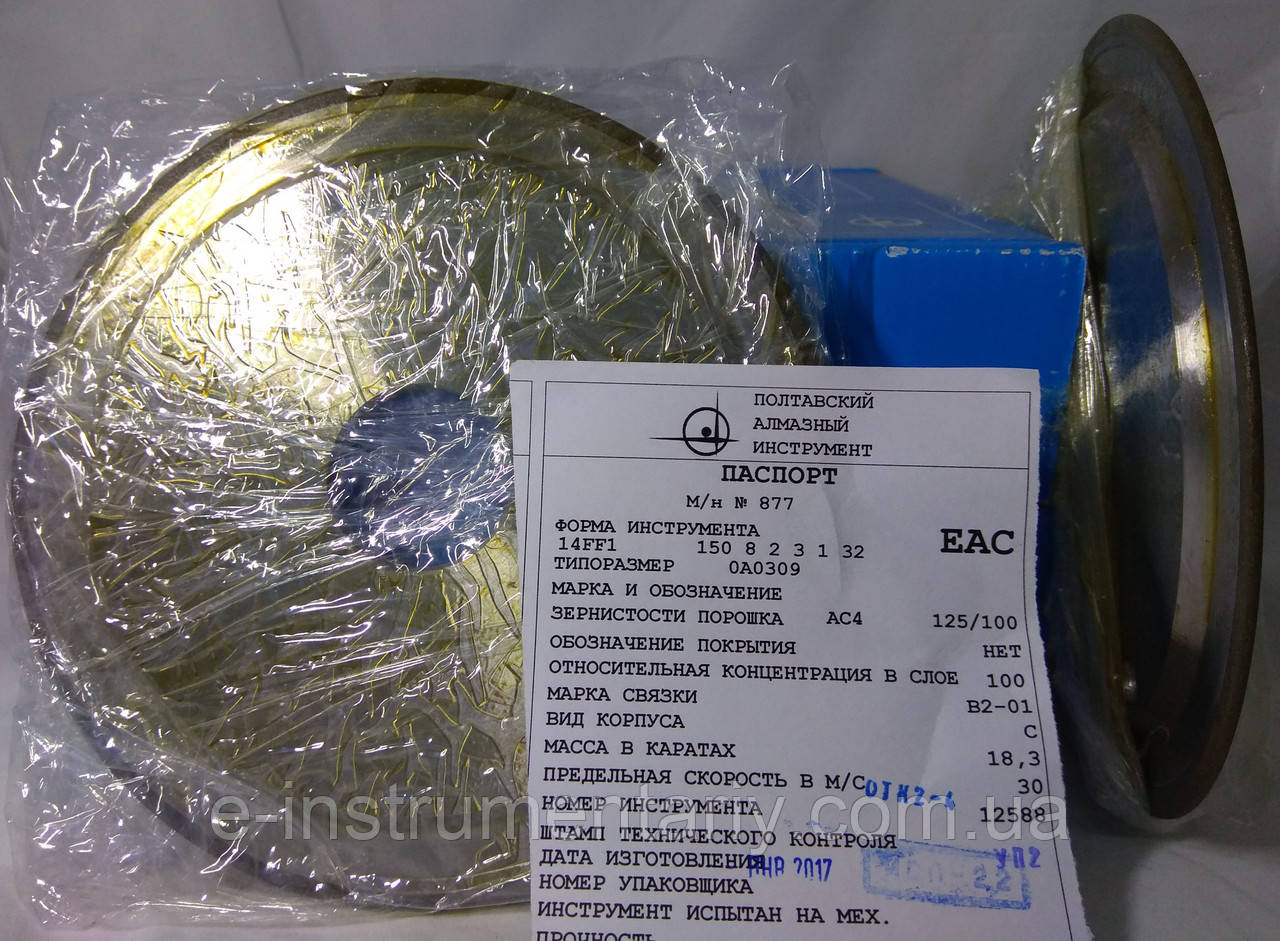 ПОЛТАВСКИЙ
АЛМАЗНЫЙ
ИНСТРУМЕНТ
ПАСПОРТ
М/н № 877
ФОРМА ИНСТРУМЕНТА
14FF1 150 8 2 3 1 32
EAC
ТИПОРАЗМЕР 0А0309
МАРКА И ОБОЗНАЧЕНИЕ
ЗЕРНИСТОСТИ ПОРОШКА АС4 125/100
ОБОЗНАЧЕНИЕ ПОКРЫТИЯ НЕТ
ОТНОСИТЕЛЬНАЯ КОНЦЕНТРАЦИЯ В СЛОЕ 100
МАРКА СВЯЗКИ В2-01
ВИД КОРПУСА С
МАССА В КАРАТАХ 18,3
ПРЕДЕЛЬНАЯ СКОРОСТЬ В М/С 30
НОМЕР ИНСТРУМЕНТА 12588
ШТАМП ТЕХНИЧЕСКОГО КОНТРОЛЯ
ДАТА ИЗГОТОВЛЕНИЯ 2017
УП2
НОМЕР УПАКОВЩИКА
ИНСТРУМЕНТ ИСПЫТАН НА МЕХ.
ПРОЧНОСТЬ
e-instrumentariy.com.ua